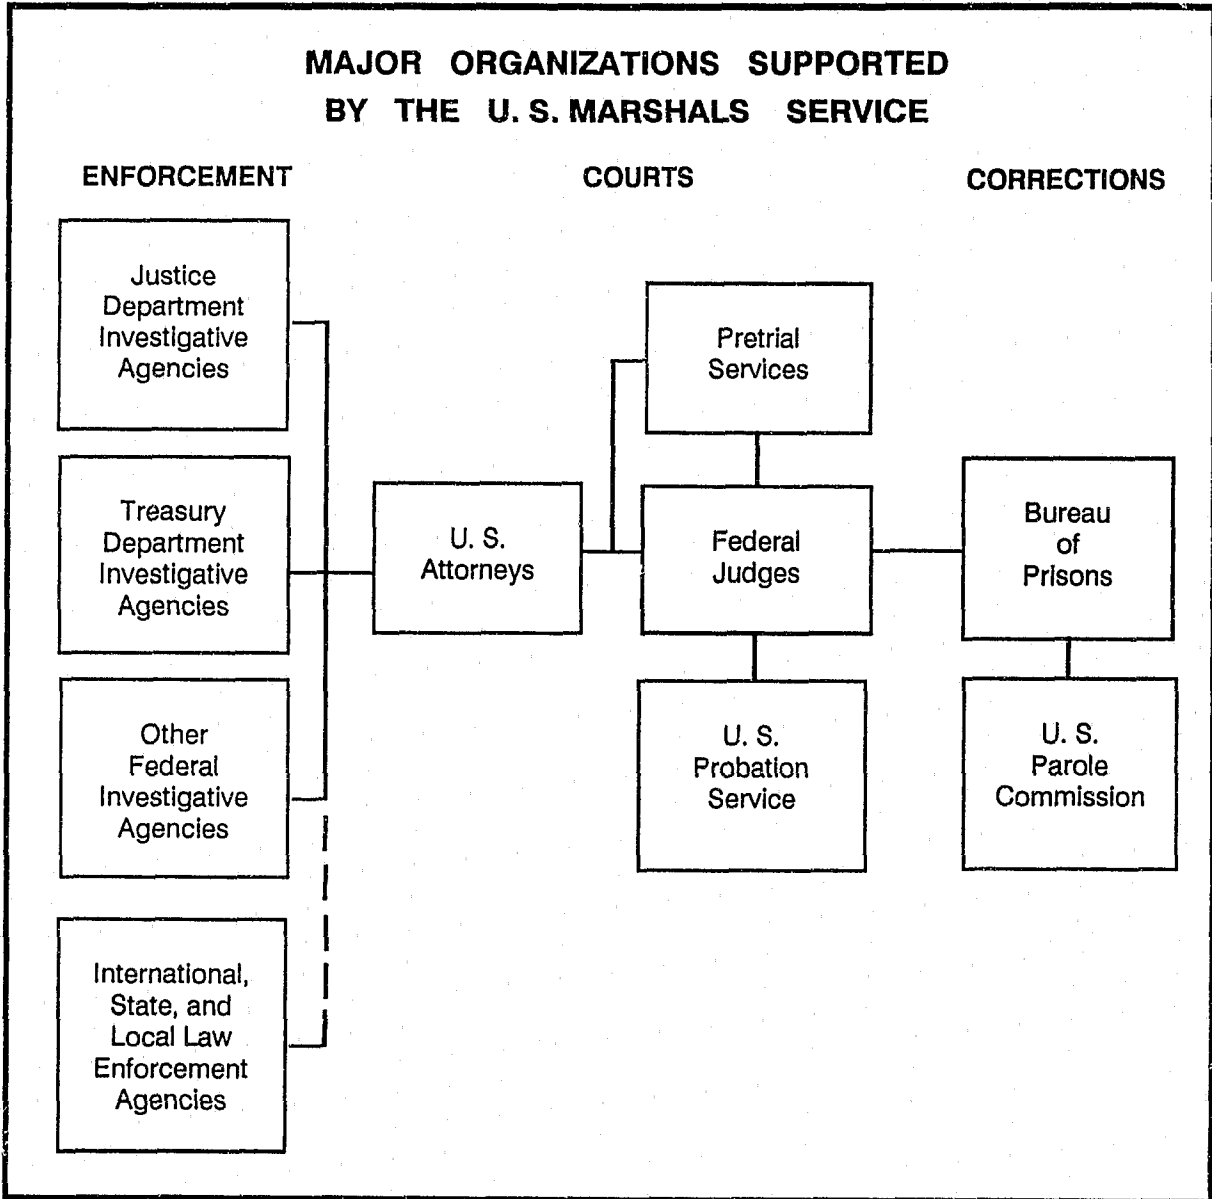 MAJOR ORGANIZATIONS SUPPORTED
BY THE U. S. MARSHALS SERVICE
ENFORCEMENT
COURTS
CORRECTIONS
Justice
Department
Investigative
Agencies
Treasury
Department
Investigative
Agencies
Other
Federal
Investigative
Agencies
International,
State, and
Local Law
Enforcement
Agencies
U. S.
Attorneys
Pretrial
Services
Federal
Judges
U. S.
Probation
Service
Bureau
of
Prisons
U. S.
Parole
Commission